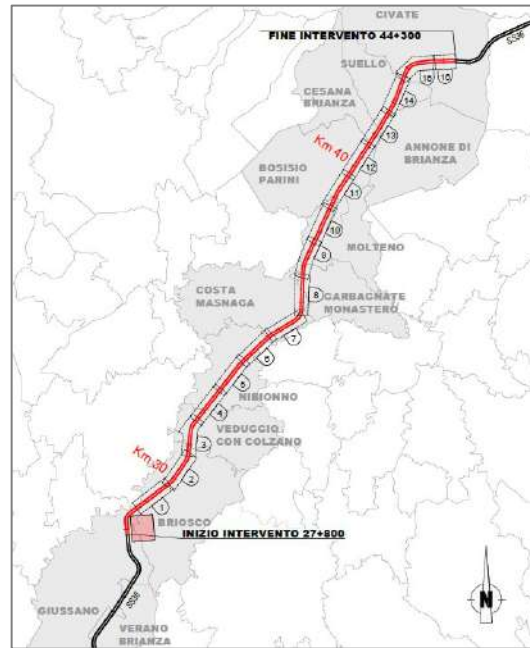 CIVATE
FINE INTERVENTO 44+300
SS36
SUELLO
16
15
CESANA
BRIANZA
14
13
Km 40
ANNONE DI
BRIANZA
12
BOSISIO
PARINI
11
10
MOLTENO
9
COSTA
MASNAGA
8
GARBAGNATE
MONASTERO
7
6
5
NIBIONNO
4
VEDUGGIO
CON COLZANO
3
Km 30
2
1
BRIOSCO
INIZIO INTERVENTO 27+800
GIUSSANO
SS36
VERANO
BRIANZA
N